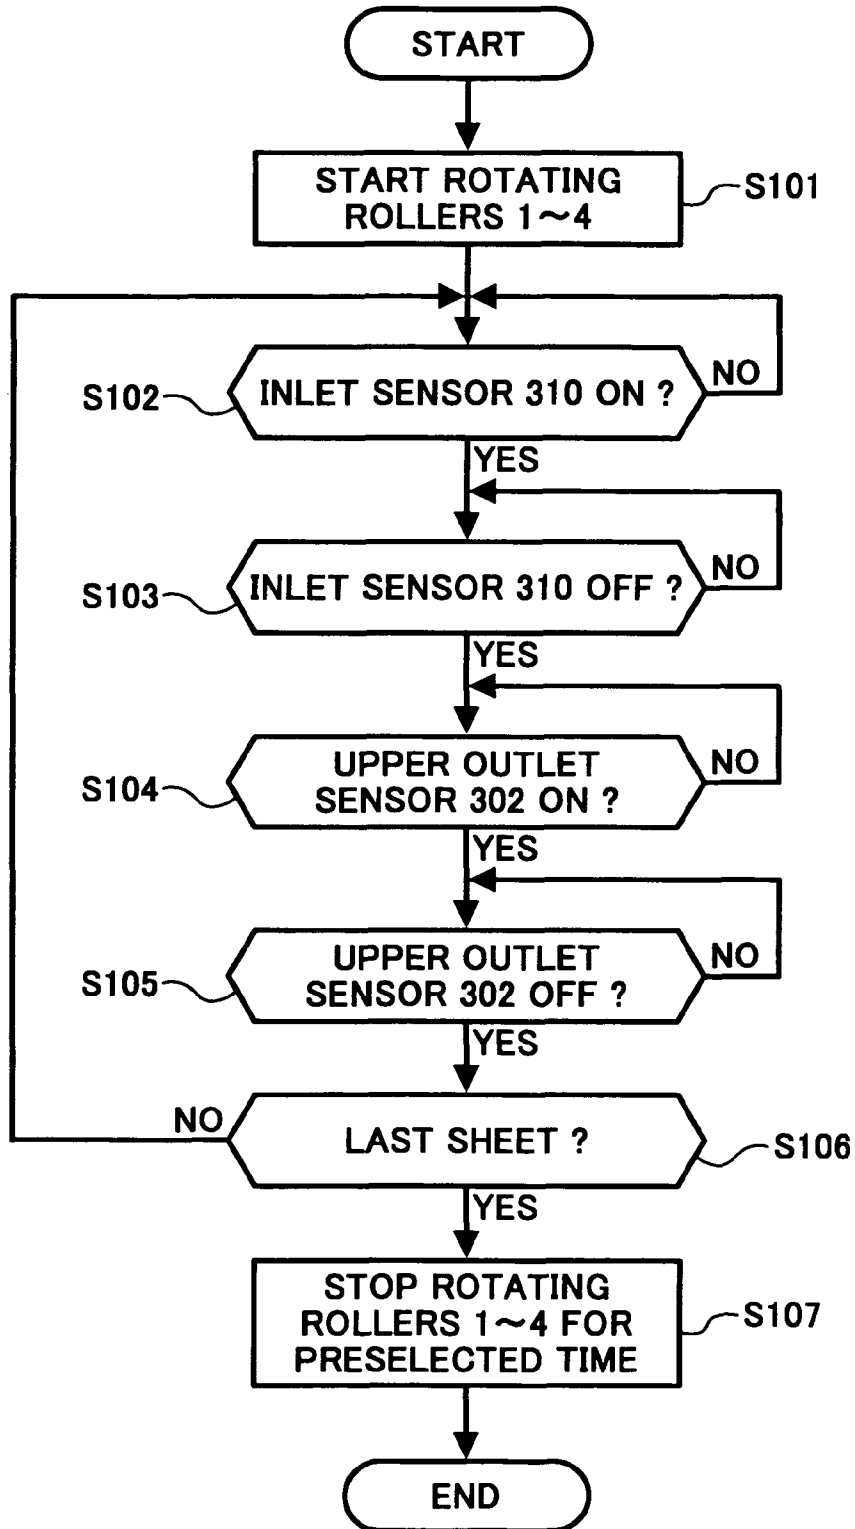 START
START ROTATING
ROLLERS 1～4
S101
INLET SENSOR 310 ON ?
NO
S102
YES
INLET SENSOR 310 OFF ?
NO
S103
YES
UPPER OUTLET
SENSOR 302 ON ?
NO
S104
YES
UPPER OUTLET
SENSOR 302 OFF ?
NO
S105
YES
NO
LAST SHEET ?
S106
YES
STOP ROTATING
ROLLERS 1～4 FOR
PRESELECTED TIME
S107
END